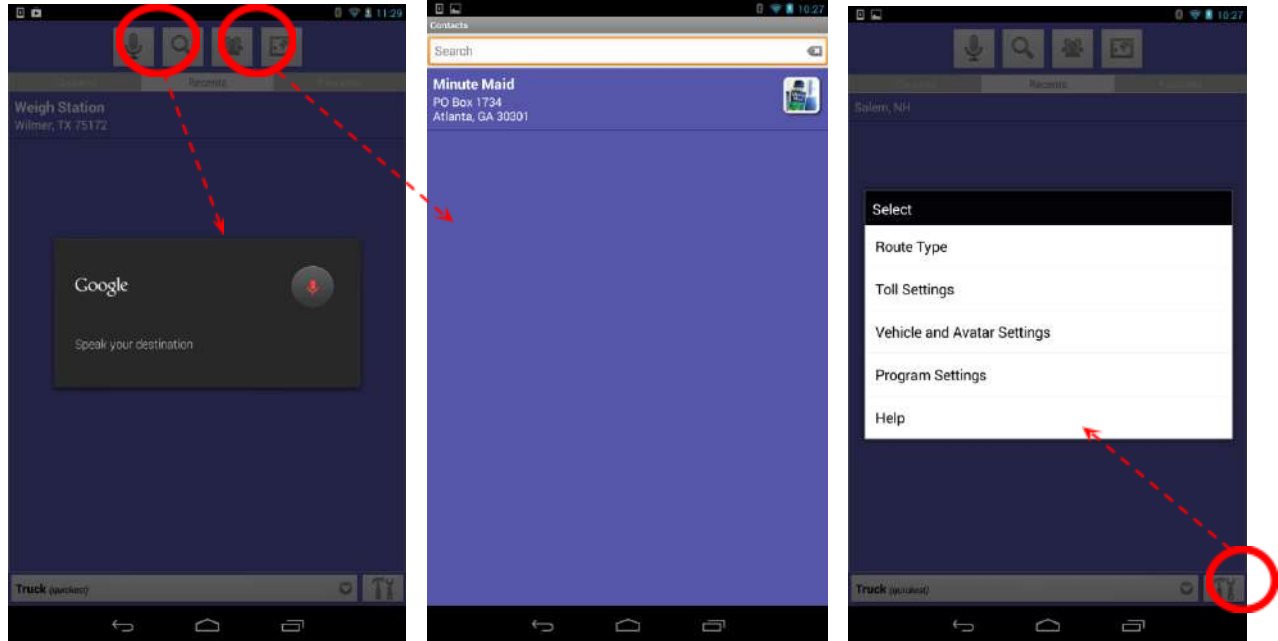 11:29
Recents
Weigh Station
Wilmer, TX 75172
Google
Speak your destination
Truck (quickest)
10:27
Contacts
Search
Minute Maid
PO Box 1734
Atlanta, GA 30301
10:27
Recents
Salem, NH
Select
Route Type
Toll Settings
Vehicle and Avatar Settings
Program Settings
Help
Truck (quickest)